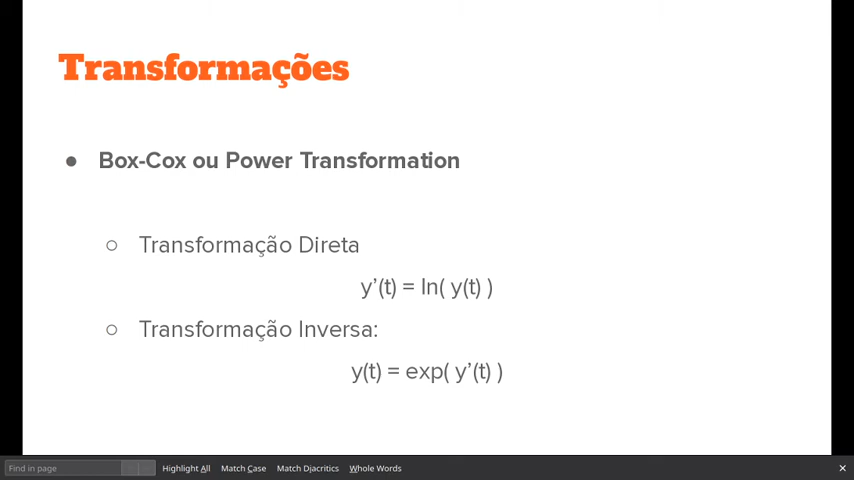 Transformações
● Box-Cox ou Power Transformation
○ Transformação Direta
y’(t) = ln( y(t) )
○ Transformação Inversa:
y(t) = exp( y’(t) )
Find in page Highlight All Match Case Match Diacritics Whole Words ×